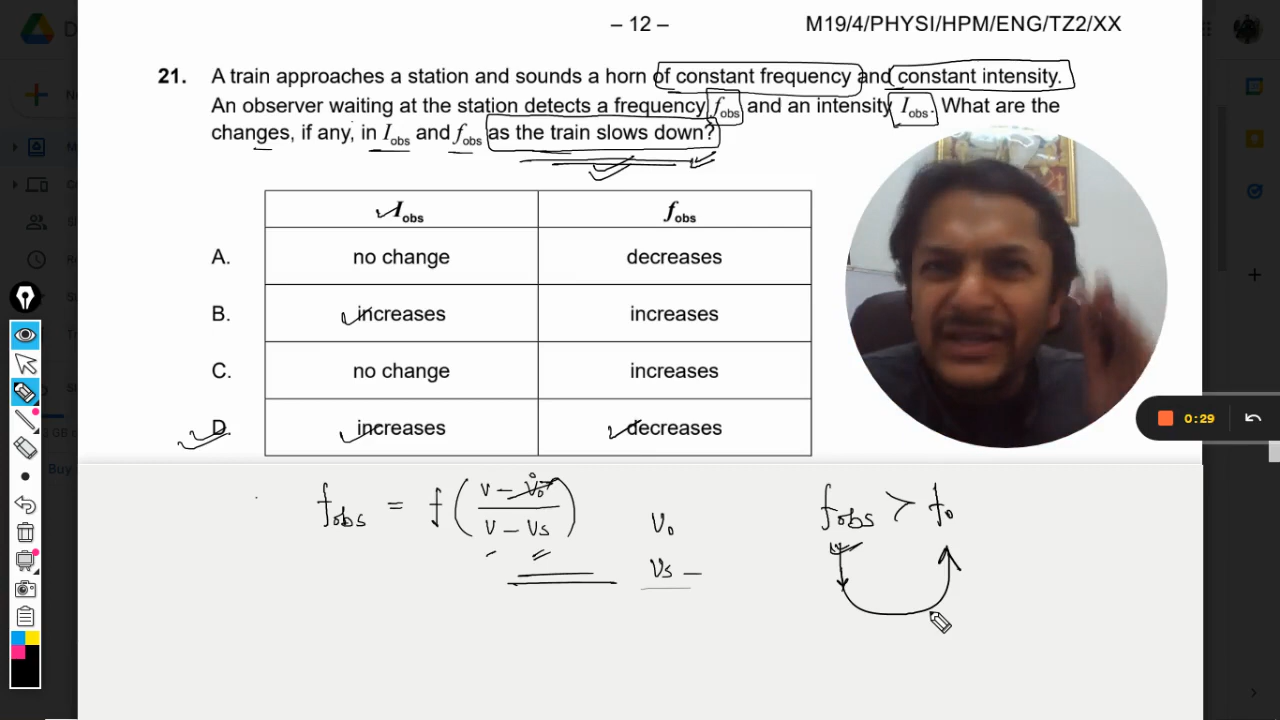 – 12 –
M19/4/PHYSI/HPM/ENG/TZ2/XX
21. A train approaches a station and sounds a horn of constant frequency and constant intensity.
An observer waiting at the station detects a frequency fobs and an intensity Iobs. What are the
changes, if any, in Iobs and fobs as the train slows down?
Iobs fobs
A. no change decreases
B. increases increases
C. no change increases
D. increases decreases
fobs = f ( v – vo / v – vs )
vo
vs –
fobs > fo
0:29
Buy